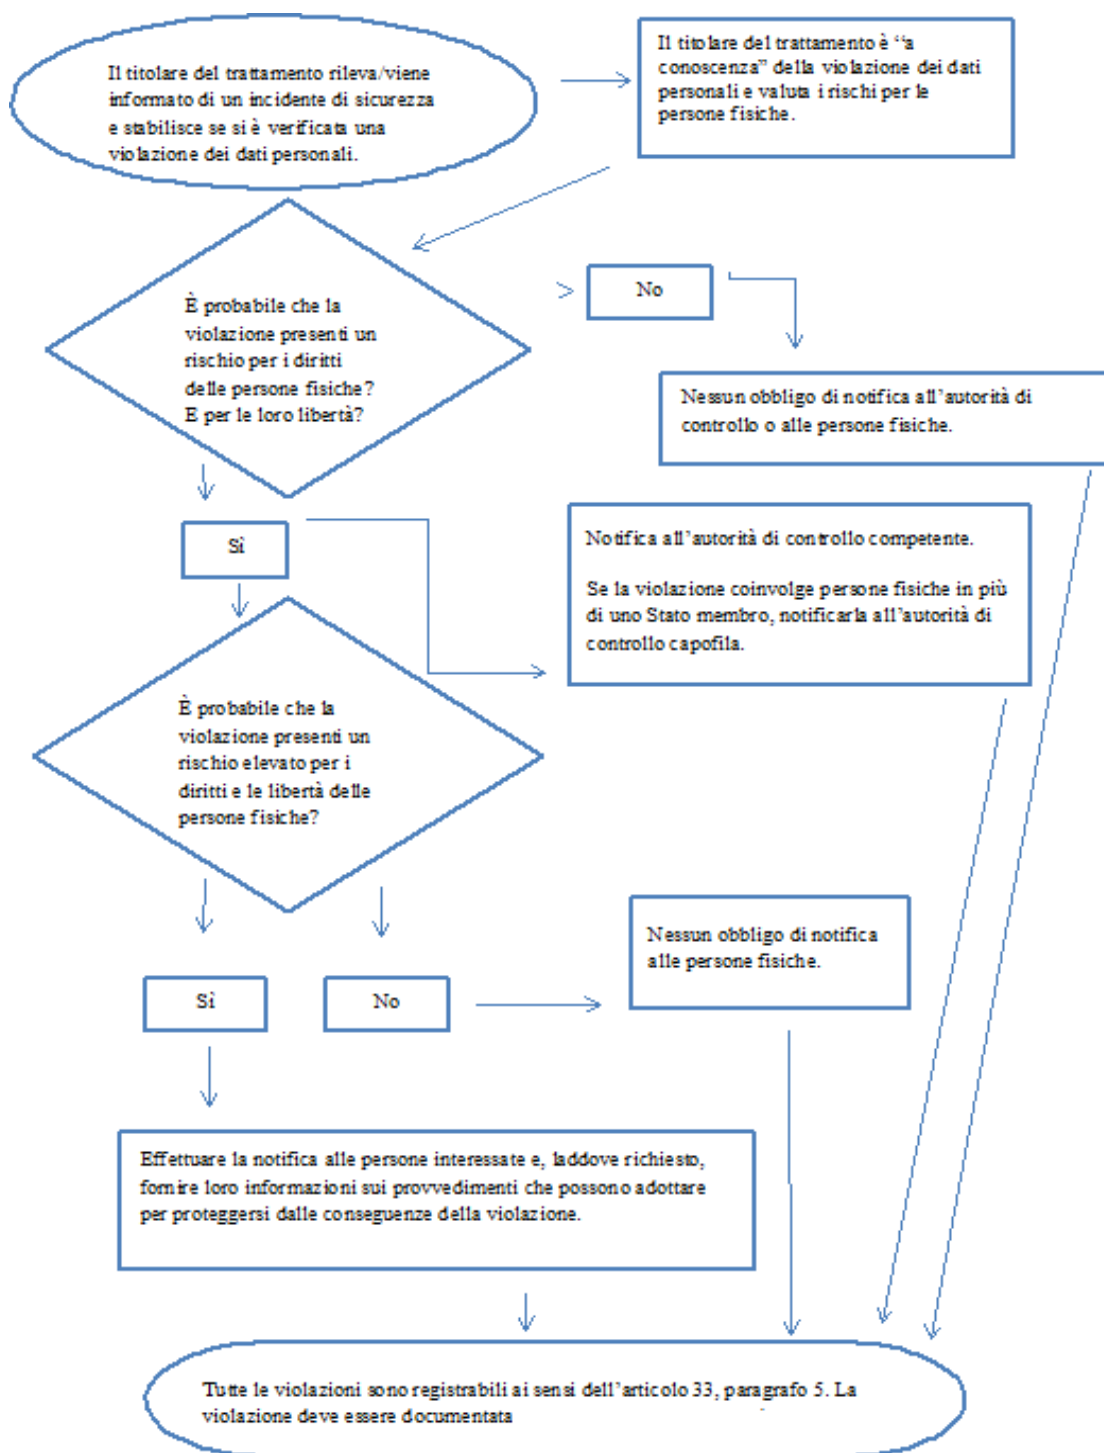 Il titolare del trattamento rileva/viene
informato di un incidente di sicurezza
e stabilisce se si è verificata una
violazione dei dati personali.
Il titolare del trattamento è “a
conoscenza” della violazione dei dati
personali e valuta i rischi per le
persone fisiche.
È probabile che la
violazione presenti un
rischio per i diritti
delle persone fisiche?
E per le loro libertà?
No
Nessun obbligo di notifica all’autorità di
controllo o alle persone fisiche.
Sì
Notifica all’autorità di controllo competente.
Se la violazione coinvolge persone fisiche in più
di uno Stato membro, notificarla all’autorità di
controllo capofila.
È probabile che la
violazione presenti un
rischio elevato per i
diritti e le libertà delle
persone fisiche?
Sì
No
Nessun obbligo di notifica
alle persone fisiche.
Effettuare la notifica alle persone interessate e, laddove richiesto,
fornire loro informazioni sui provvedimenti che possono adottare
per proteggersi dalle conseguenze della violazione.
Tutte le violazioni sono registrabili ai sensi dell’articolo 33, paragrafo 5. La
violazione deve essere documentata